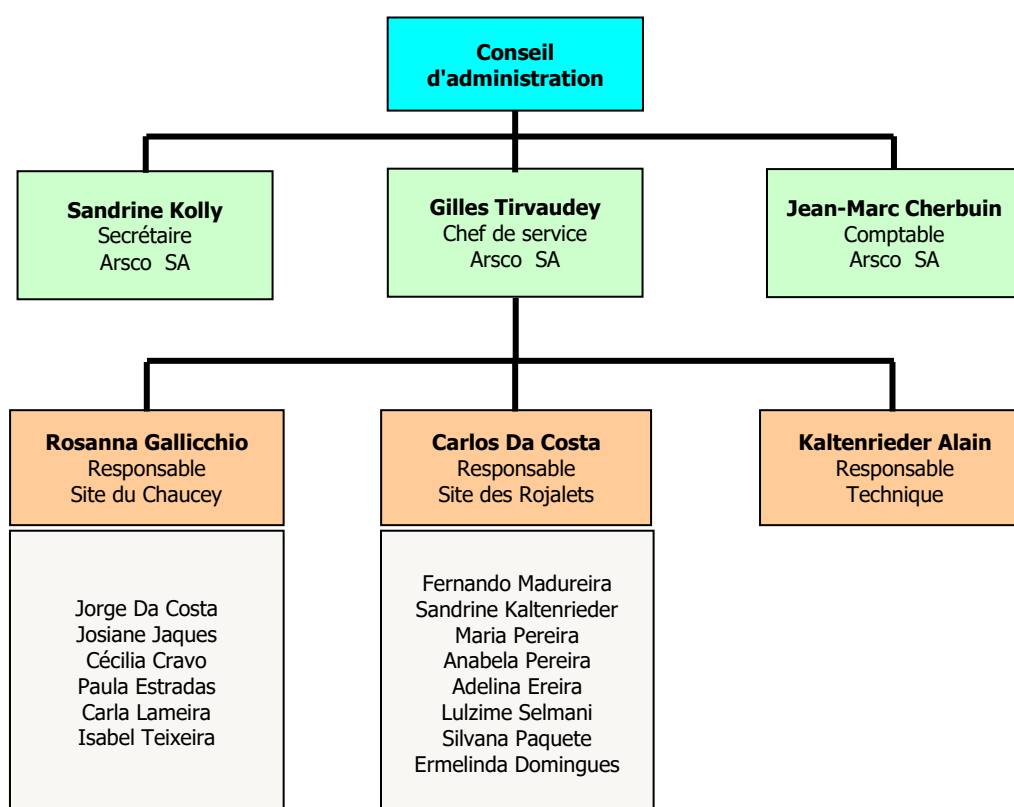 Conseil
d'administration
Sandrine Kolly
Secrétaire
Arsco SA
Gilles Tirvaudey
Chef de service
Arsco SA
Jean-Marc Cherbuin
Comptable
Arsco SA
Rosanna Gallicchio
Responsable
Site du Chaucey
Carlos Da Costa
Responsable
Site des Rojalets
Kaltenrieder Alain
Responsable
Technique
Jorge Da Costa
Josiane Jaques
Cécilia Cravo
Paula Estradas
Carla Lameira
Isabel Teixeira
Fernando Madureira
Sandrine Kaltenrieder
Maria Pereira
Anabela Pereira
Adelina Ereira
Lulzime Selmani
Silvana Paquete
Ermelinda Domingues